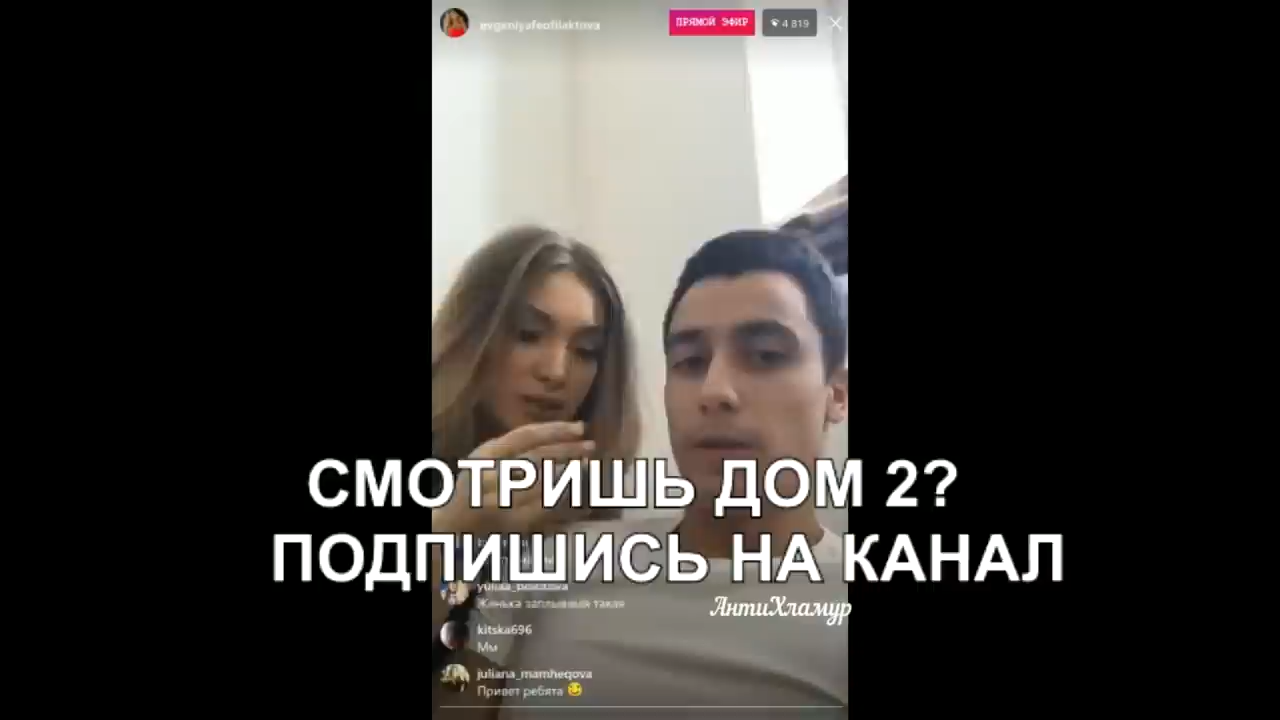 evgeniyafeofilaktova
ПРЯМОЙ ЭФИР
4 819
СМОТРИШЬ ДОМ 2?
ПОДПИШИСЬ НА КАНАЛ
Женька заплывшая такая
АнтиХламур
kitska696
Мм
juliana_mamheqova
Привет ребята